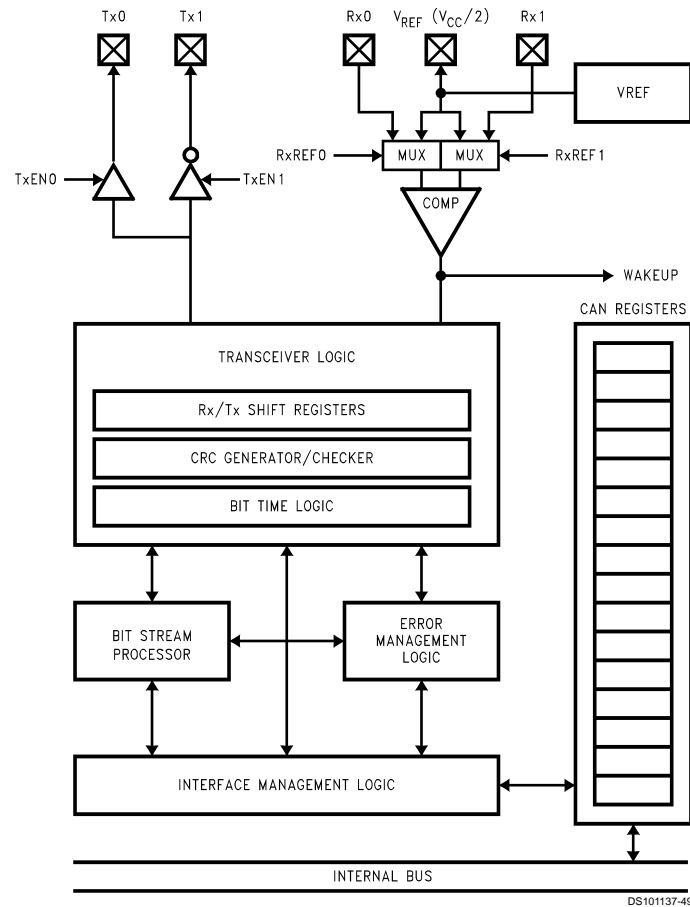 Tx0 Tx1 Rx0 VREF (VCC/2) Rx1
VREF
RxREF0 MUX MUX RxREF1
TxEN0 TxEN1
COMP
WAKEUP
CAN REGISTERS
TRANSCEIVER LOGIC
Rx/Tx SHIFT REGISTERS
CRC GENERATOR/CHECKER
BIT TIME LOGIC
BIT STREAM
PROCESSOR
ERROR
MANAGEMENT
LOGIC
INTERFACE MANAGEMENT LOGIC
INTERNAL BUS
DS101137-49